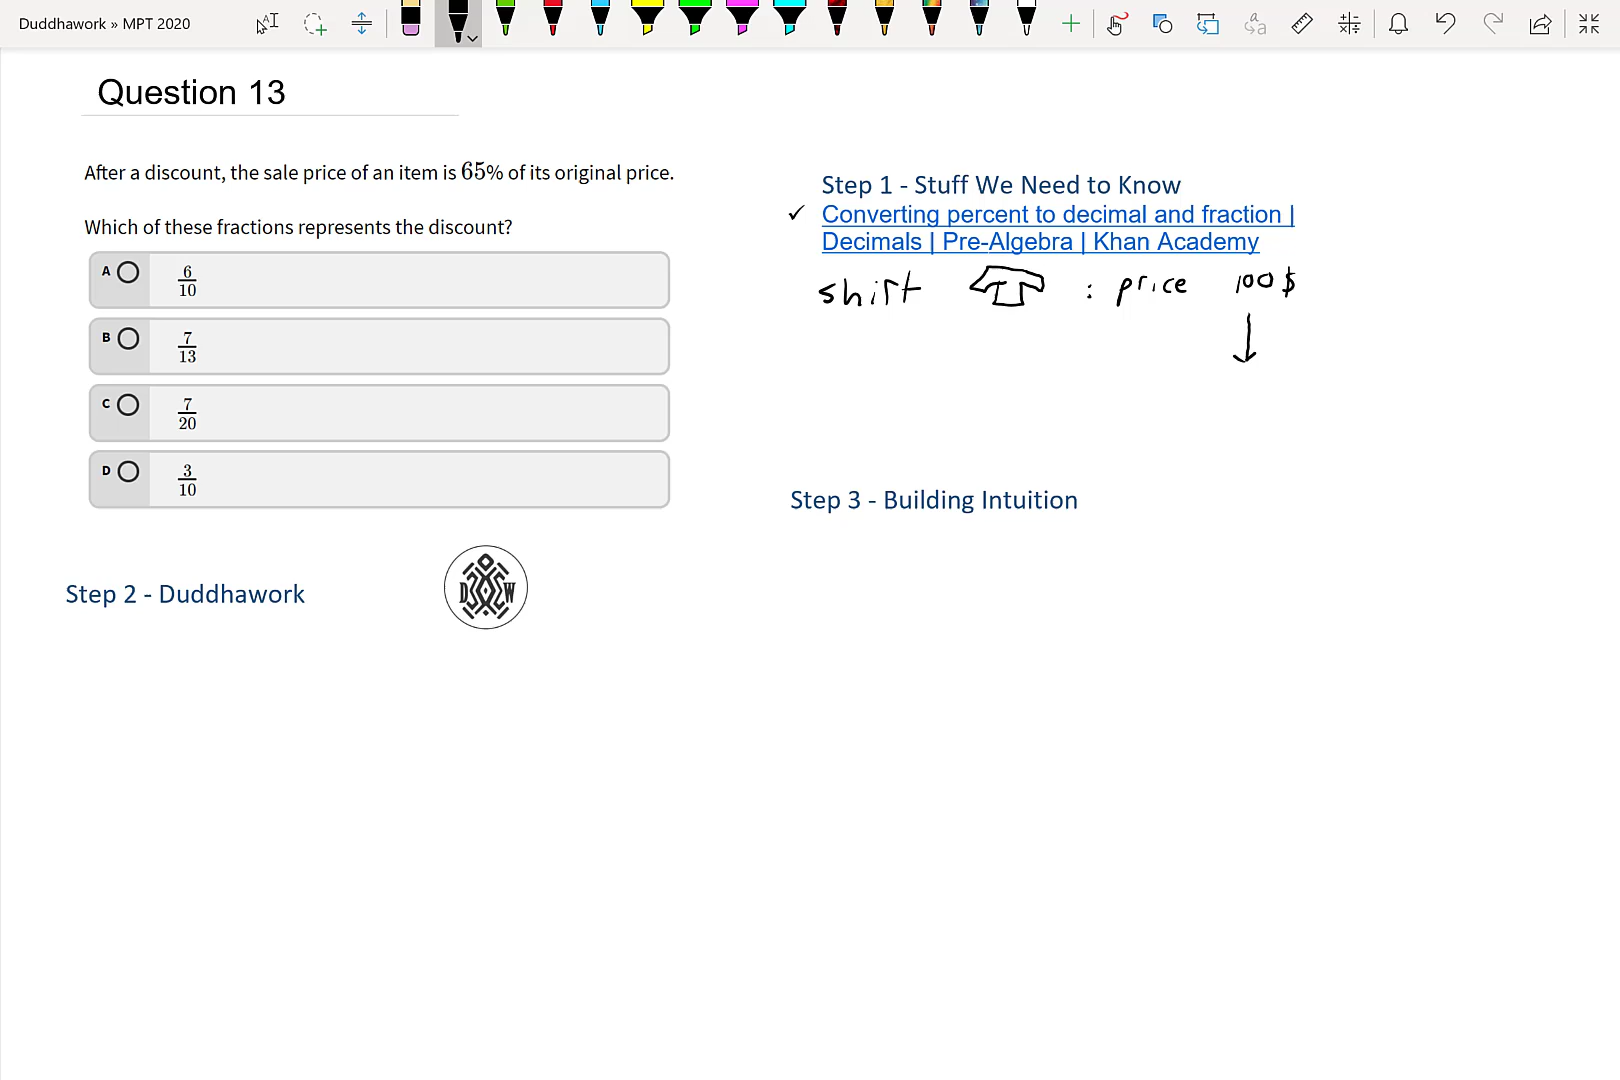 Duddhawork » MPT 2020
Question 13
After a discount, the sale price of an item is 65% of its original price.
Which of these fractions represents the discount?
A 6/10
B 7/13
C 7/20
D 3/10
Step 2 - Duddhawork
D W
Step 1 - Stuff We Need to Know
✓ Converting percent to decimal and fraction |
Decimals | Pre-Algebra | Khan Academy
shirt : price 100 $
Step 3 - Building Intuition